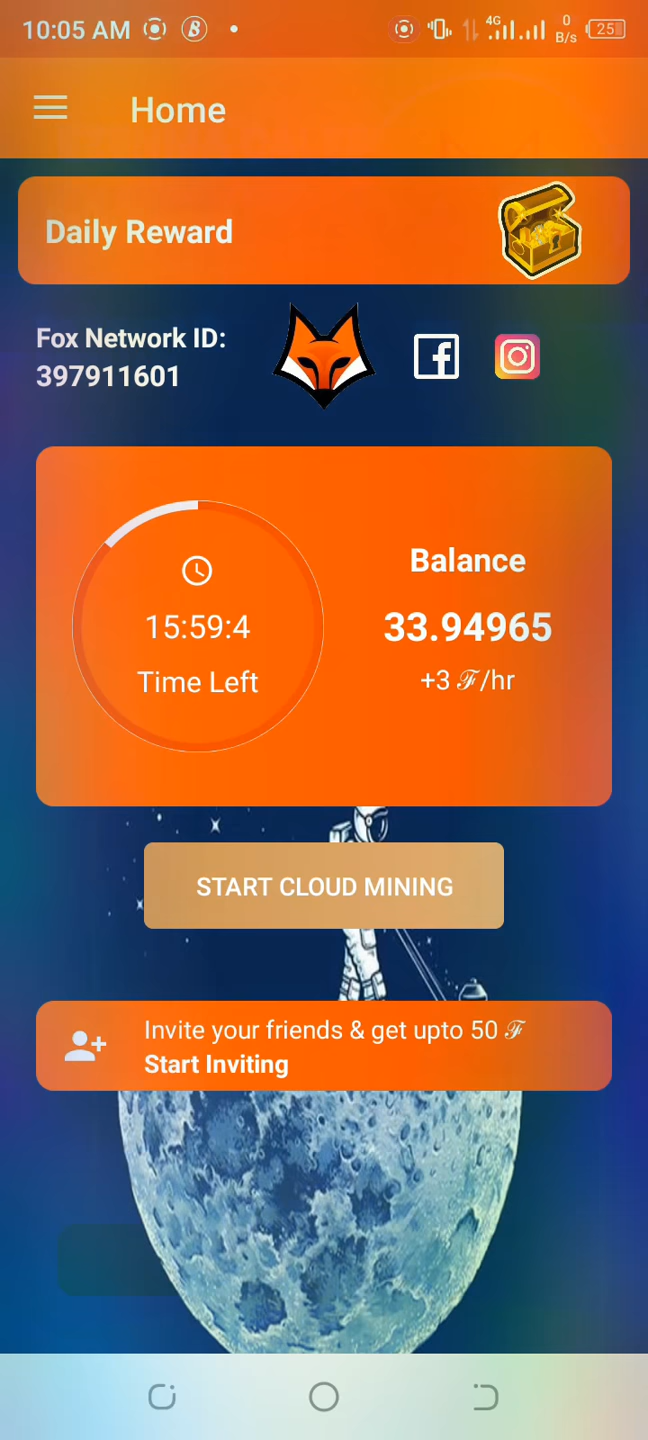 10:05 AM
4G
0
B/s
25
Home
Daily Reward
Fox Network ID:
397911601
15:59:4
Time Left
Balance
33.94965
+3 ℱ/hr
START CLOUD MINING
Invite your friends & get upto 50 ℱ
Start Inviting